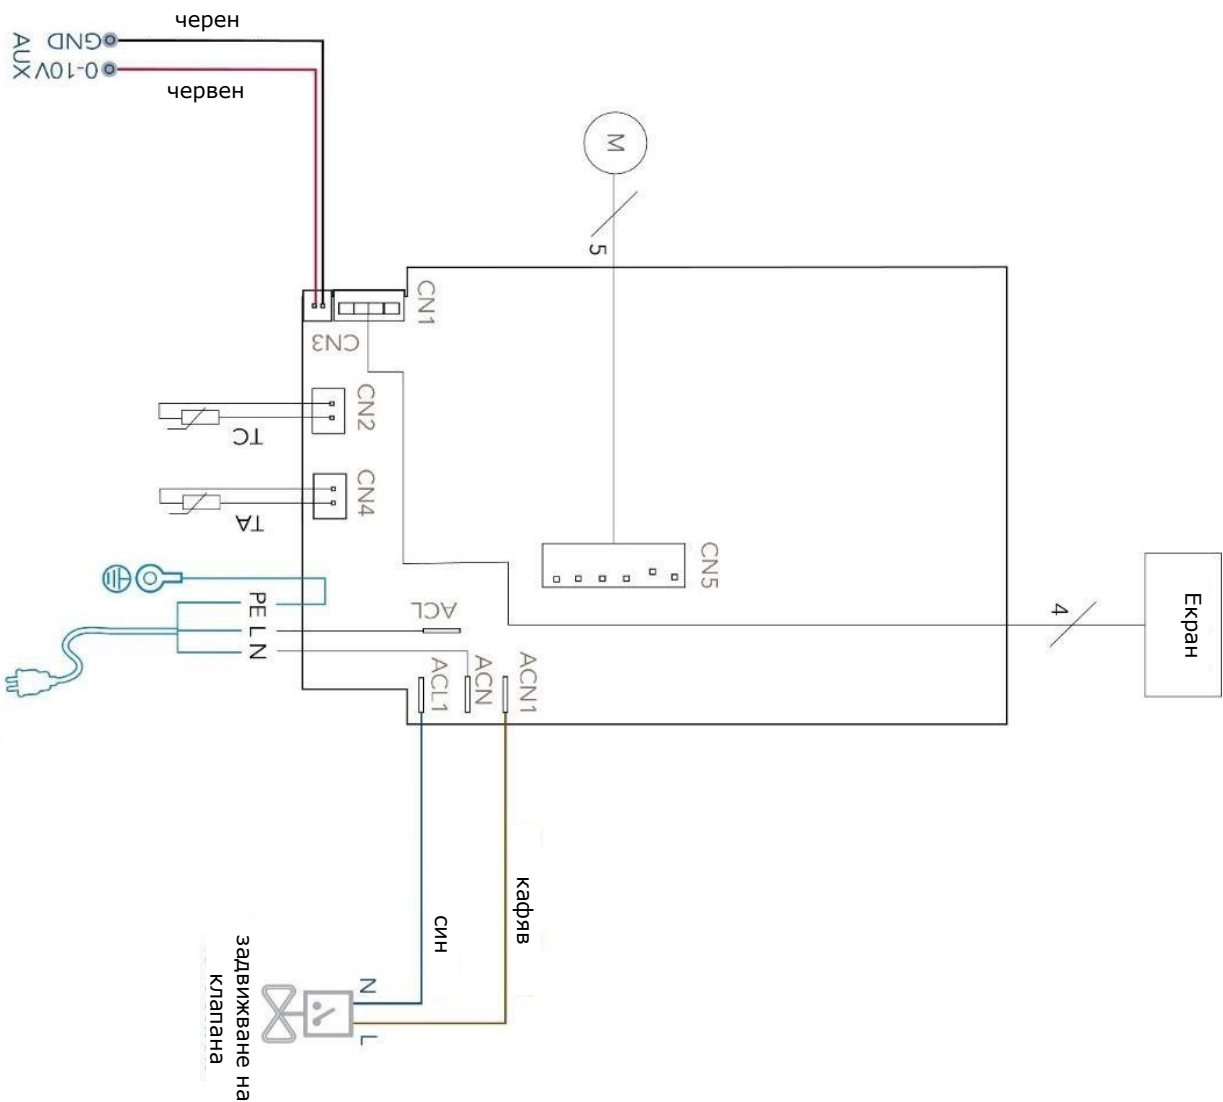 черен
GND
0-10V
AUX
червен
M
5
CN1
CN3
CN2
TC
CN4
TA
CN5
PE
L
N
ACL
ACL1
ACN
ACN1
4
Екран
кафяв
син
N
L
задвижване на
клапана